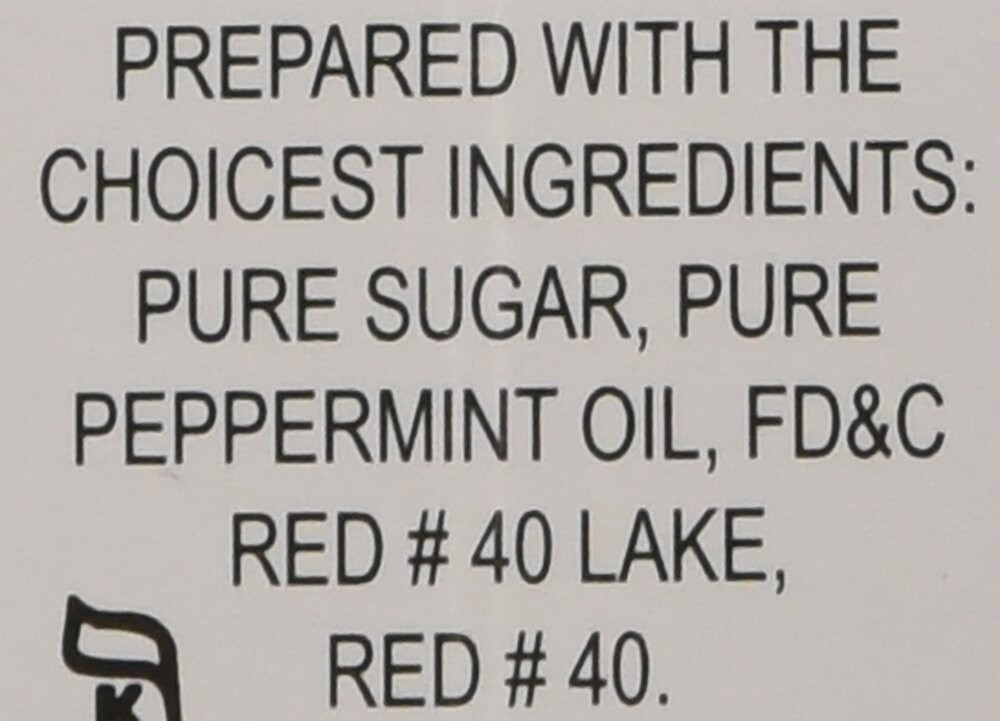 PREPARED WITH THE
CHOICEST INGREDIENTS:
PURE SUGAR, PURE
PEPPERMINT OIL, FD&C
RED # 40 LAKE,
RED # 40.
K